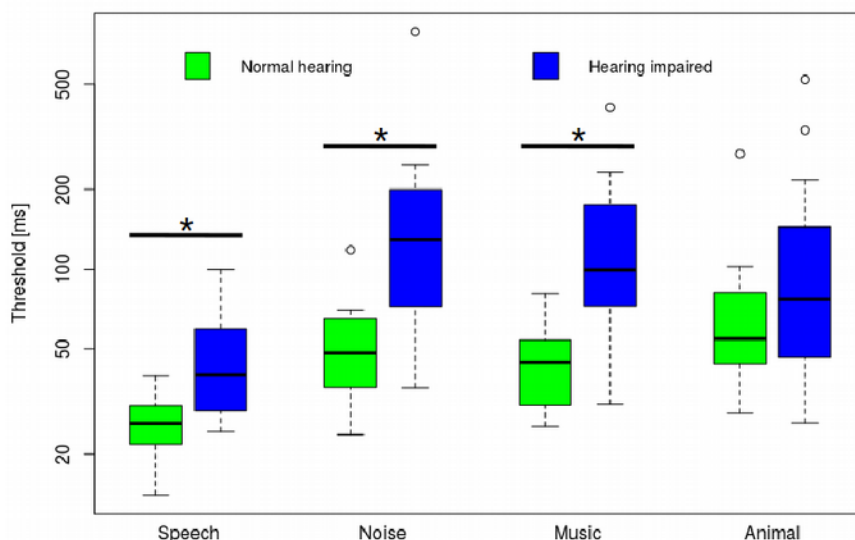 Normal hearing
Hearing impaired
Threshold [ms]
500
200
100
50
20
*
*
*
Speech
Noise
Music
Animal